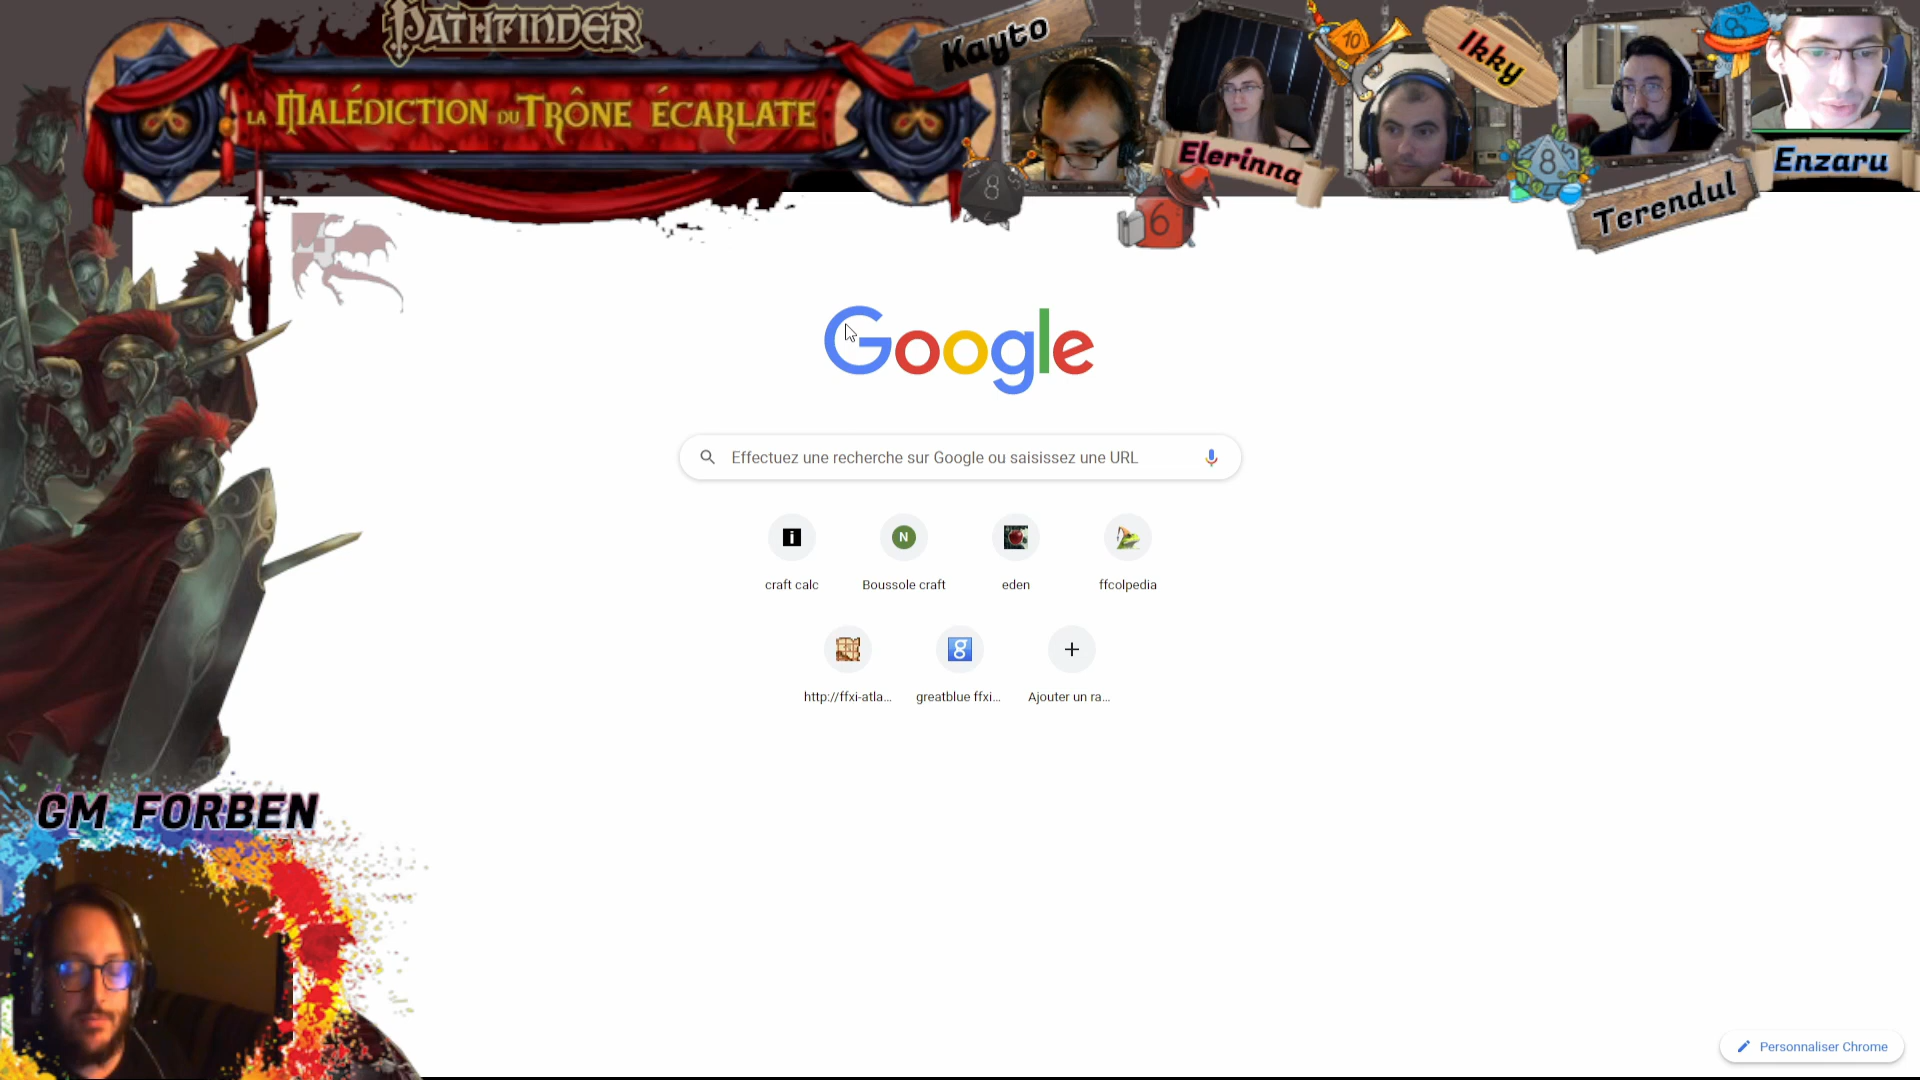 PATHFINDER
LA MALÉDICTION DU TRÔNE ÉCARLATE
Kayto
Elerinna
10
Ikky
Terendul
Enzaru
8
6
8
Google
Effectuez une recherche sur Google ou saisissez une URL
i
N
craft calc
Boussole craft
eden
ffcolpedia
g
http://ffxi-atla...
greatblue ffxi...
Ajouter un ra...
GM FORBEN
Personnaliser Chrome